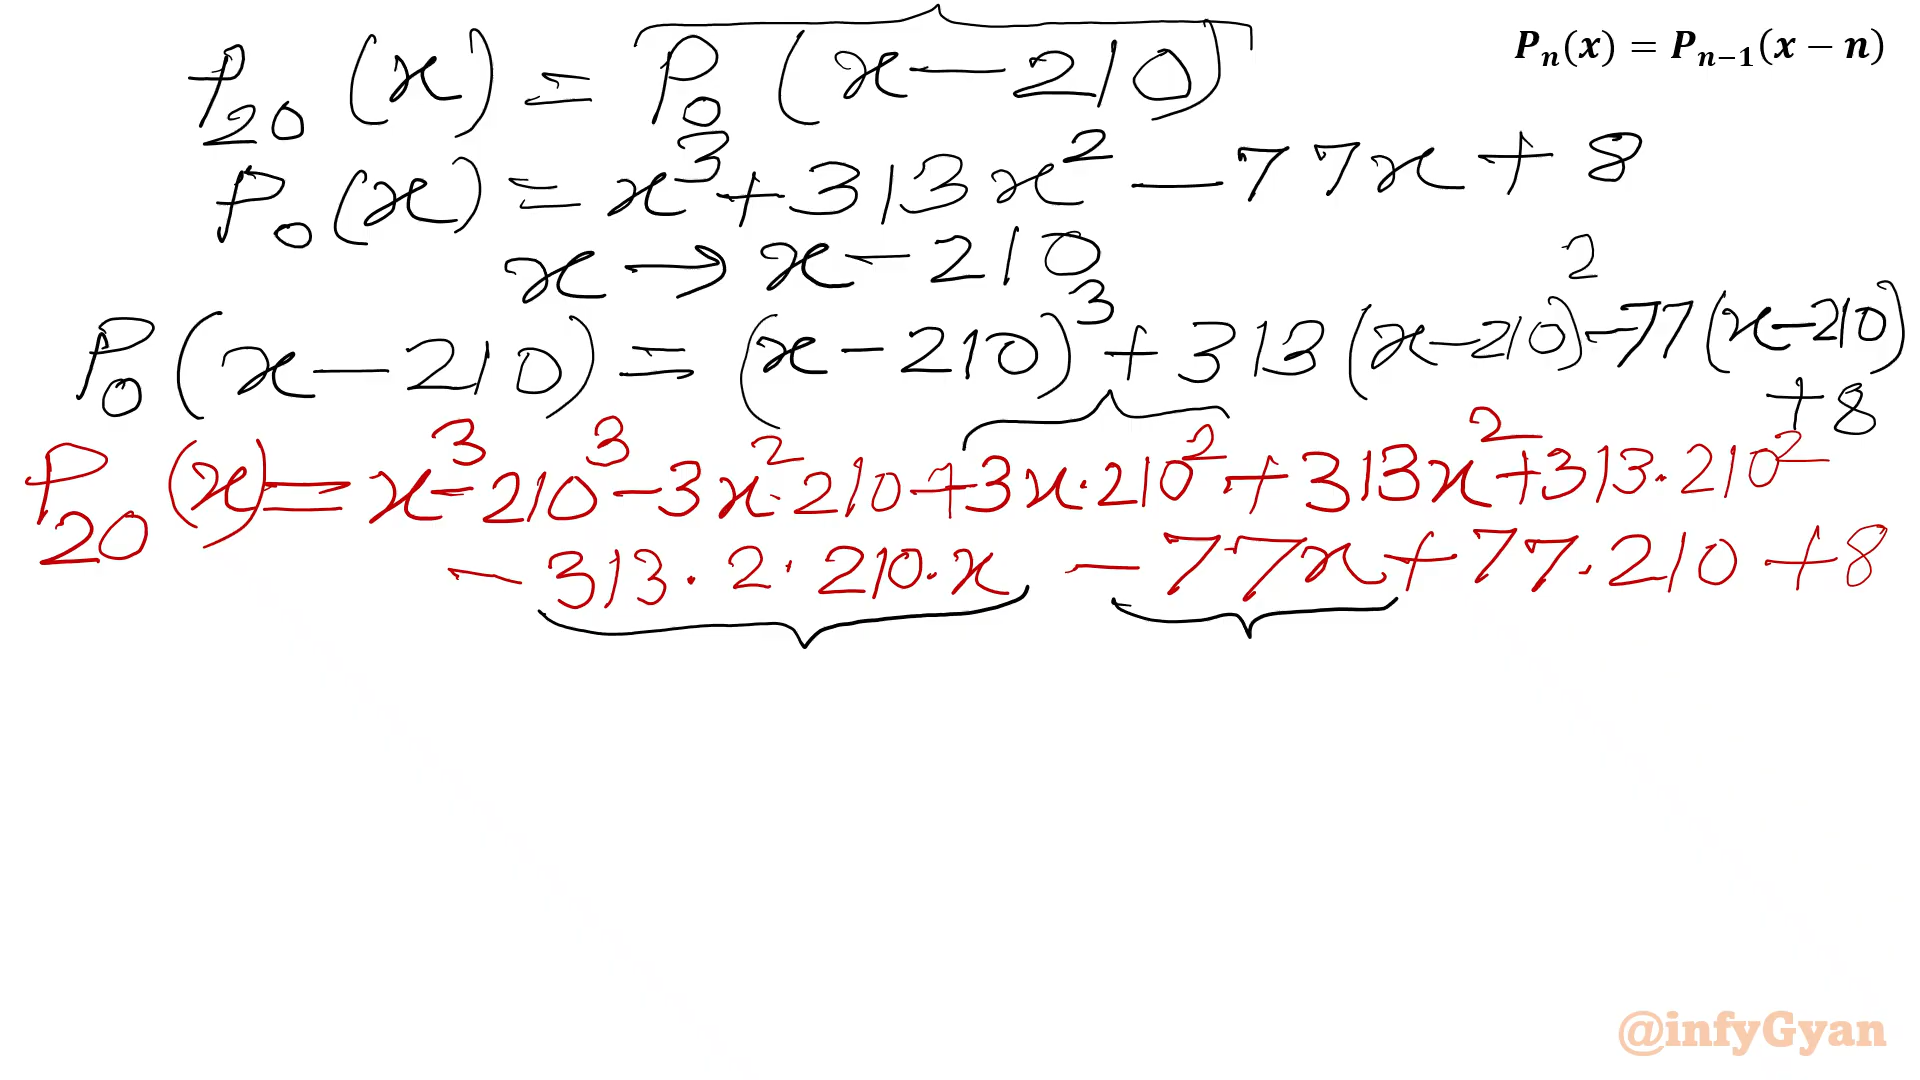 P₂₀(x) = P₀(x − 210)
Pₙ(x) = Pₙ₋₁(x − n)
P₀(x) = x³ + 313x² − 77x + 8
x → x − 210
P₀(x − 210) = (x − 210)³ + 313(x − 210)² − 77(x − 210)
+ 8
P₂₀(x) = x³ − 210³ − 3x²·210 + 3x·210² + 313x² + 313·210²
− 313·2·210·x − 77x + 77·210 + 8
@infyGyan